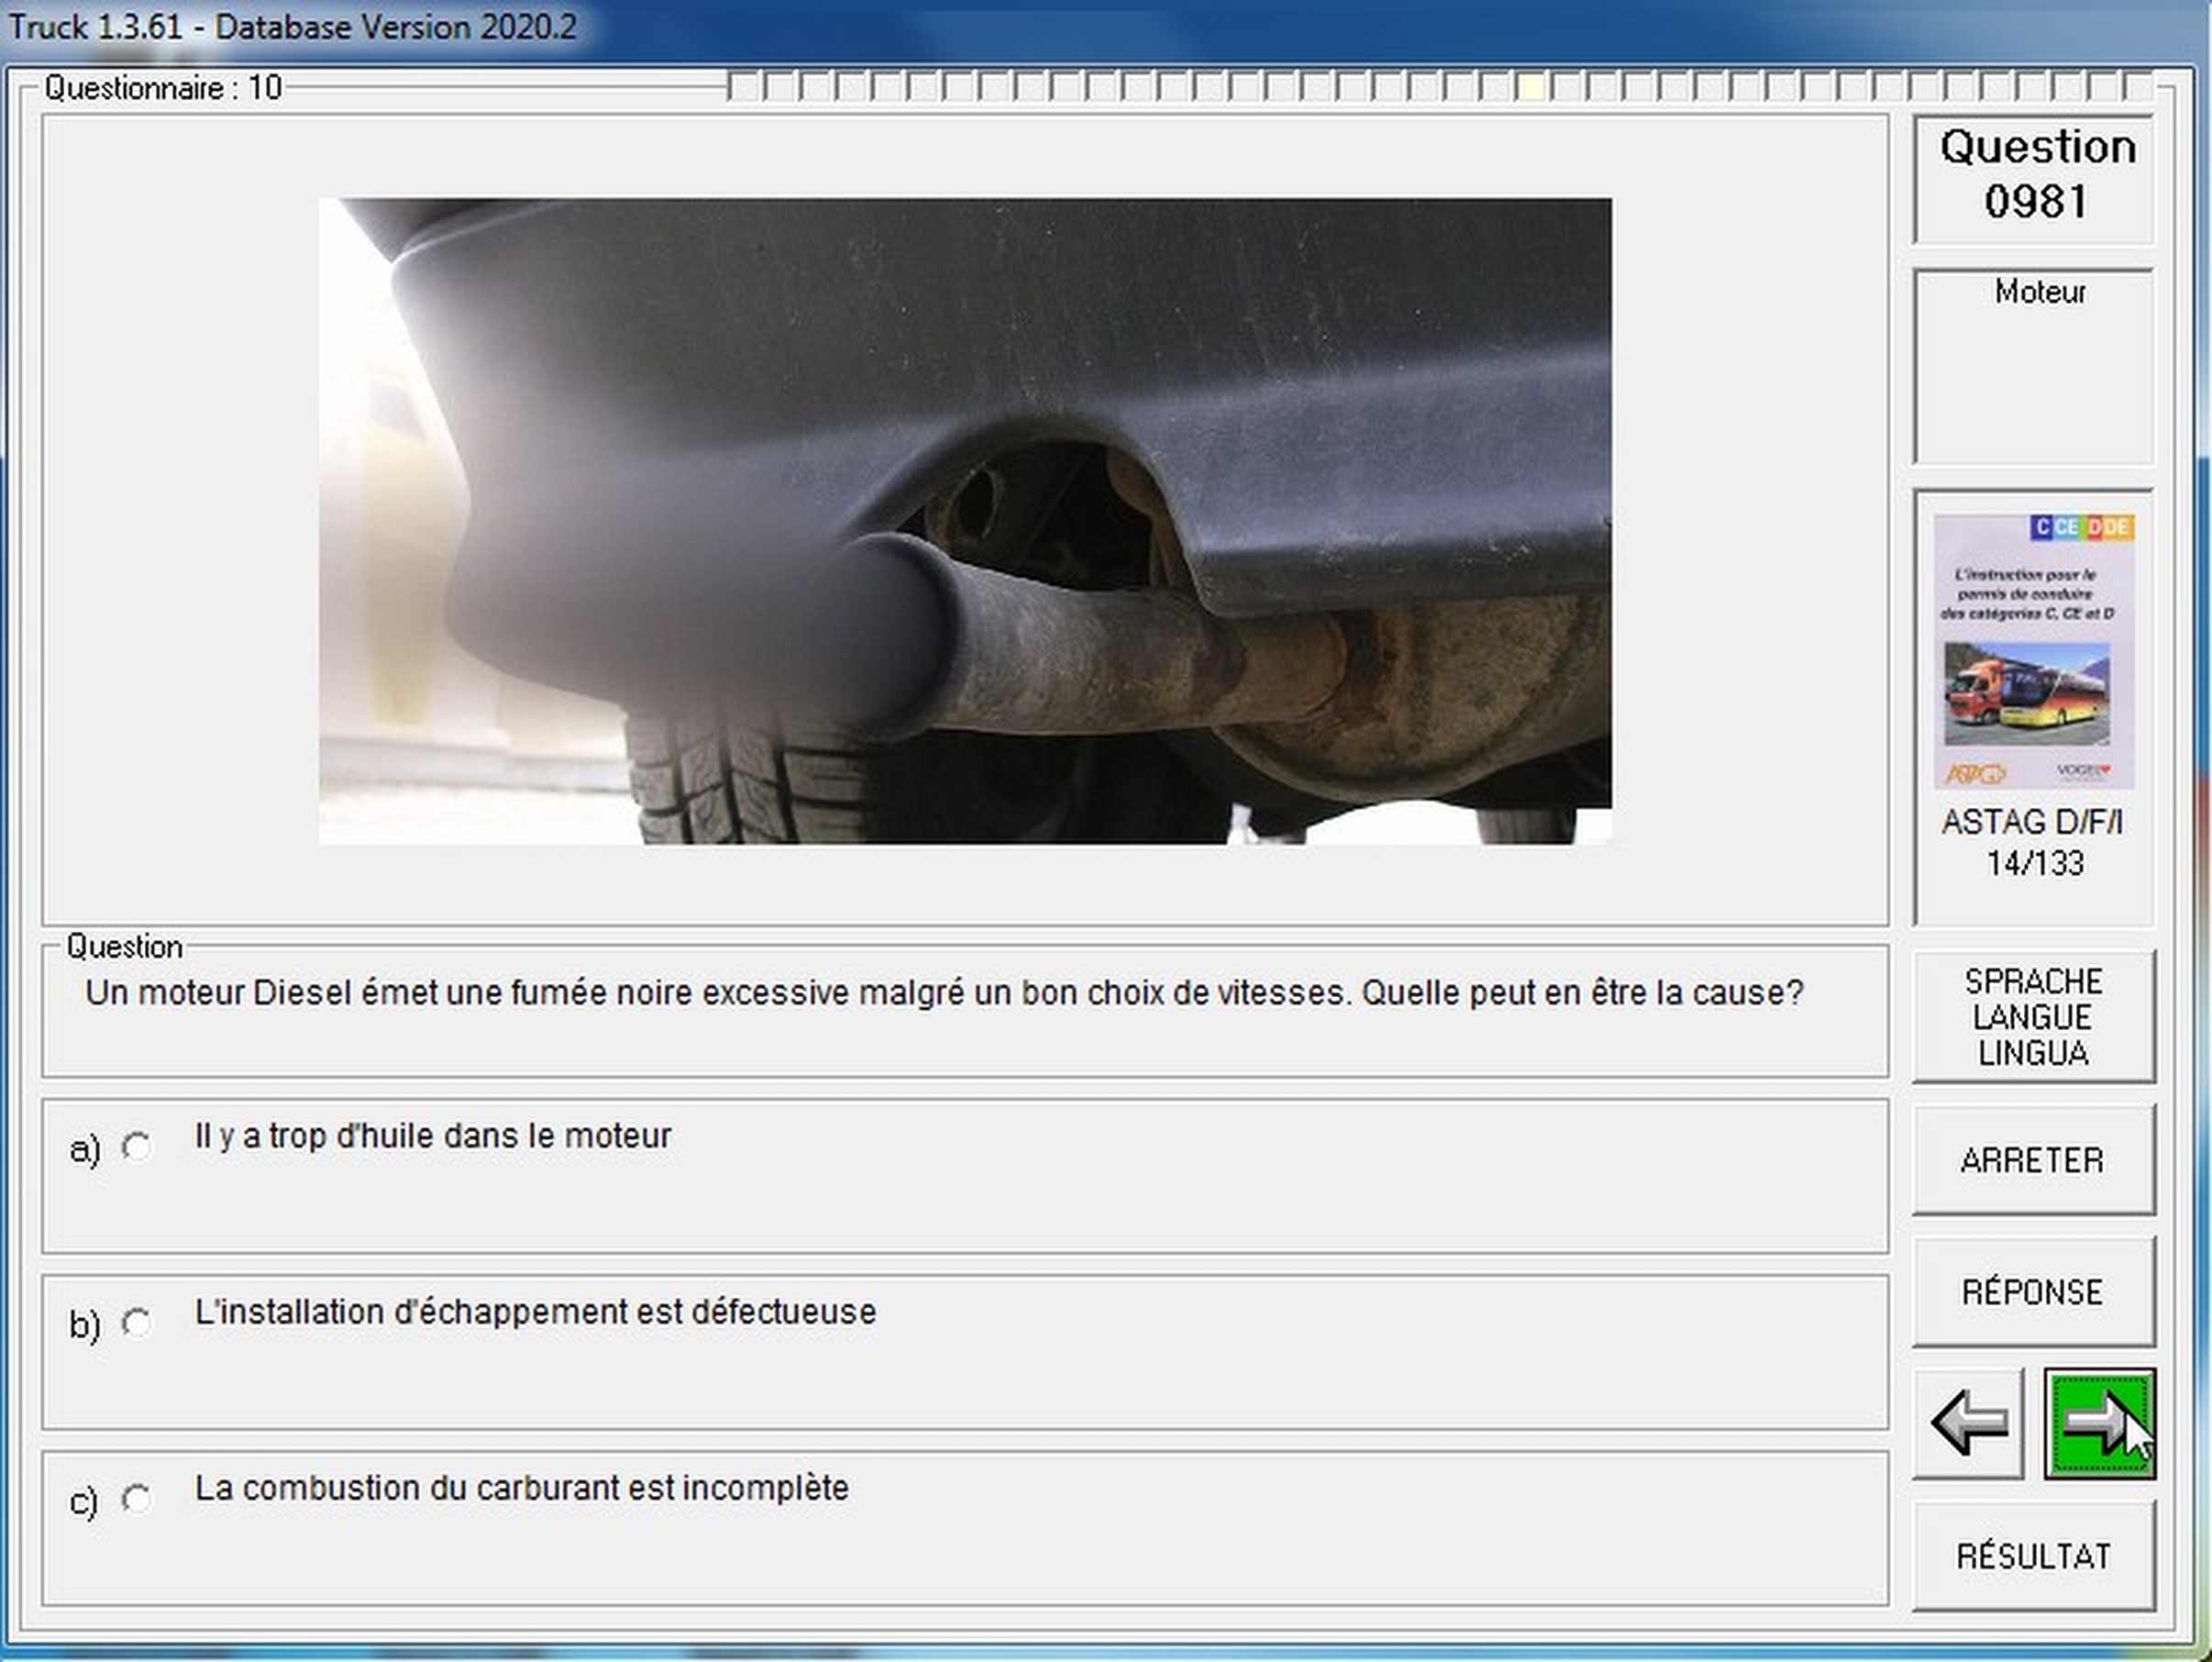 Truck 1.3.61 - Database Version 2020.2
Questionnaire : 10
Question
0981
Moteur
C CE D DE
L'instruction pour le
permis de conduire
des catégories C, CE et D
ASTAG
VOGEL
ASTAG D/F/I
14/133
Question
Un moteur Diesel émet une fumée noire excessive malgré un bon choix de vitesses. Quelle peut en être la cause?
a) Il y a trop d'huile dans le moteur
b) L'installation d'échappement est défectueuse
c) La combustion du carburant est incomplète
SPRACHE
LANGUE
LINGUA
ARRETER
RÉPONSE
RÉSULTAT